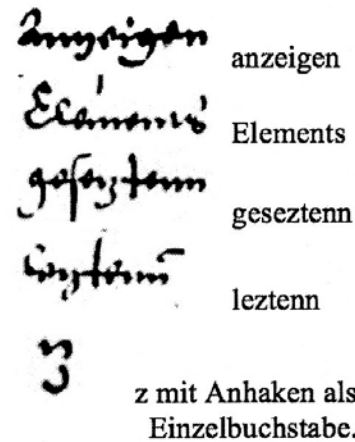 anzeigen anzeigen
Elements Elements
geseztenn geseztenn
leztenn leztenn
z
z mit Anhaken als
Einzelbuchstabe.